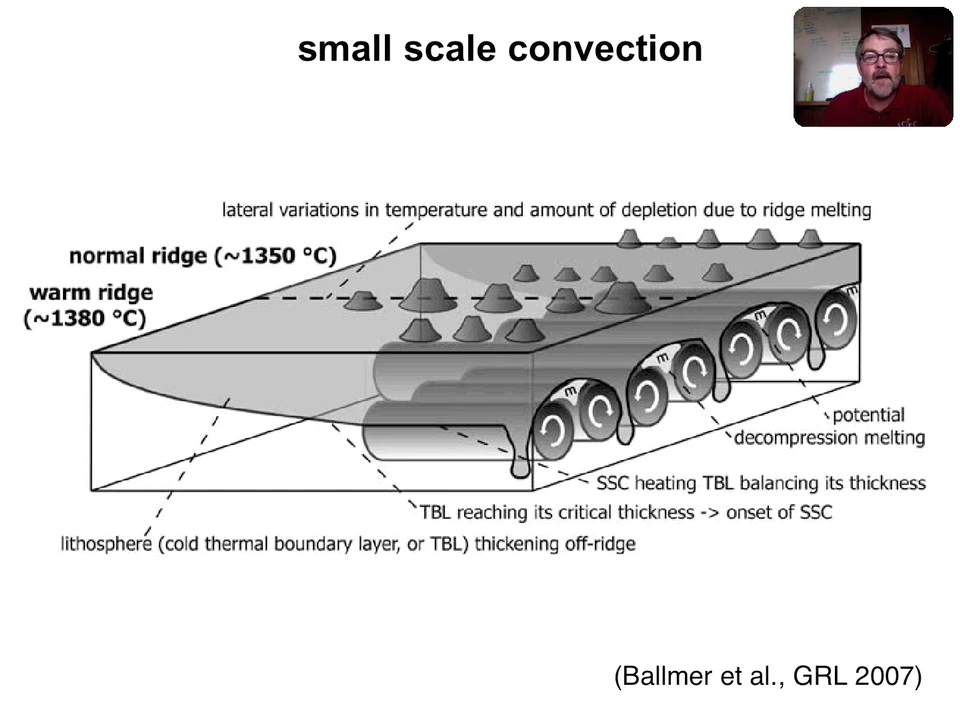 small scale convection
lateral variations in temperature and amount of depletion due to ridge melting
normal ridge (~1350 °C)
warm ridge
(~1380 °C)
m
m
m
m
potential
decompression melting
SSC heating TBL balancing its thickness
TBL reaching its critical thickness -> onset of SSC
lithosphere (cold thermal boundary layer, or TBL) thickening off-ridge
(Ballmer et al., GRL 2007)